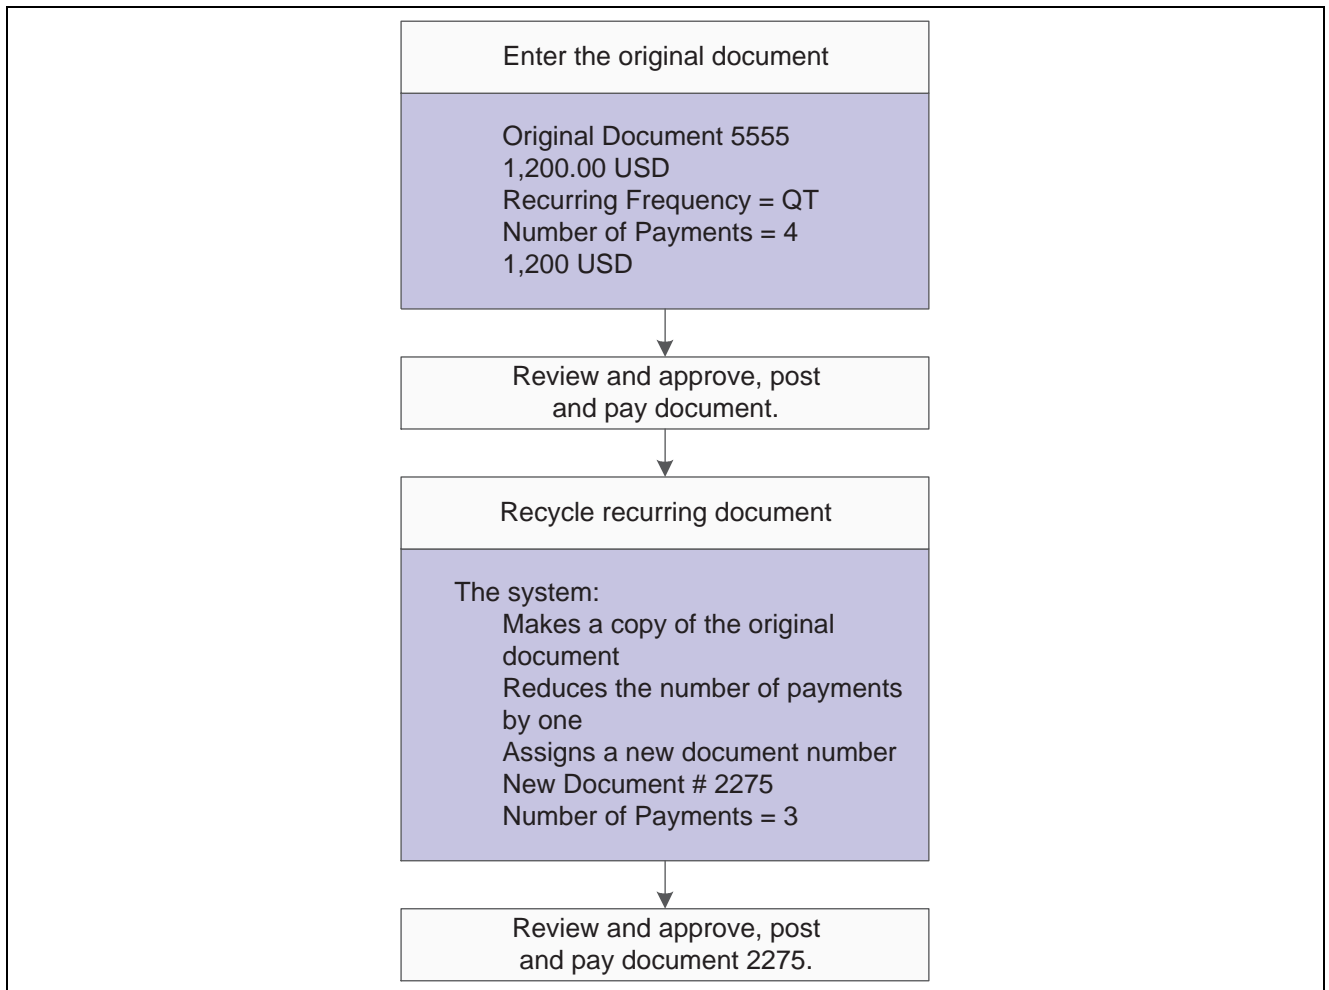 Enter the original document
Original Document 5555
1,200.00 USD
Recurring Frequency = QT
Number of Payments = 4
1,200 USD
Review and approve, post
and pay document.
Recycle recurring document
The system:
Makes a copy of the original
document
Reduces the number of payments
by one
Assigns a new document number
New Document # 2275
Number of Payments = 3
Review and approve, post
and pay document 2275.